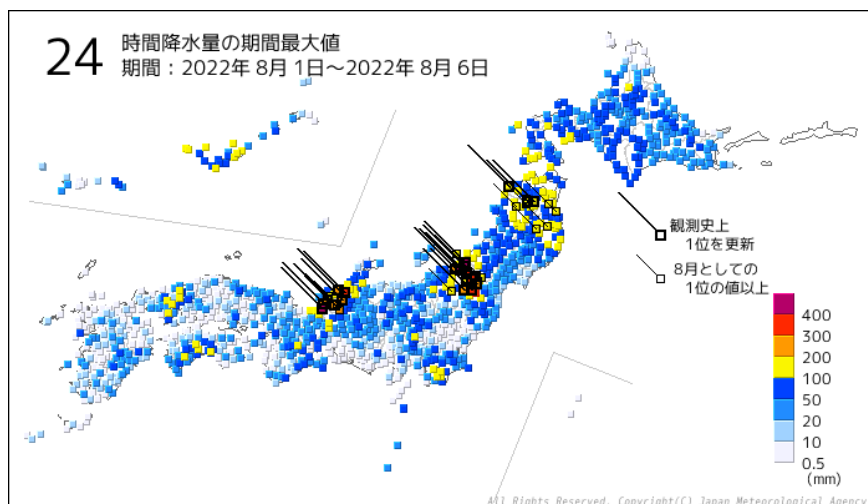 24
時間降水量の期間最大値
期間：2022年 8月 1日～2022年 8月 6日
観測史上
1位を更新
8月としての
1位の値以上
400
300
200
100
50
20
10
0.5
(mm)
All Rights Reserved. Copyright(C) Japan Meteorological Agency